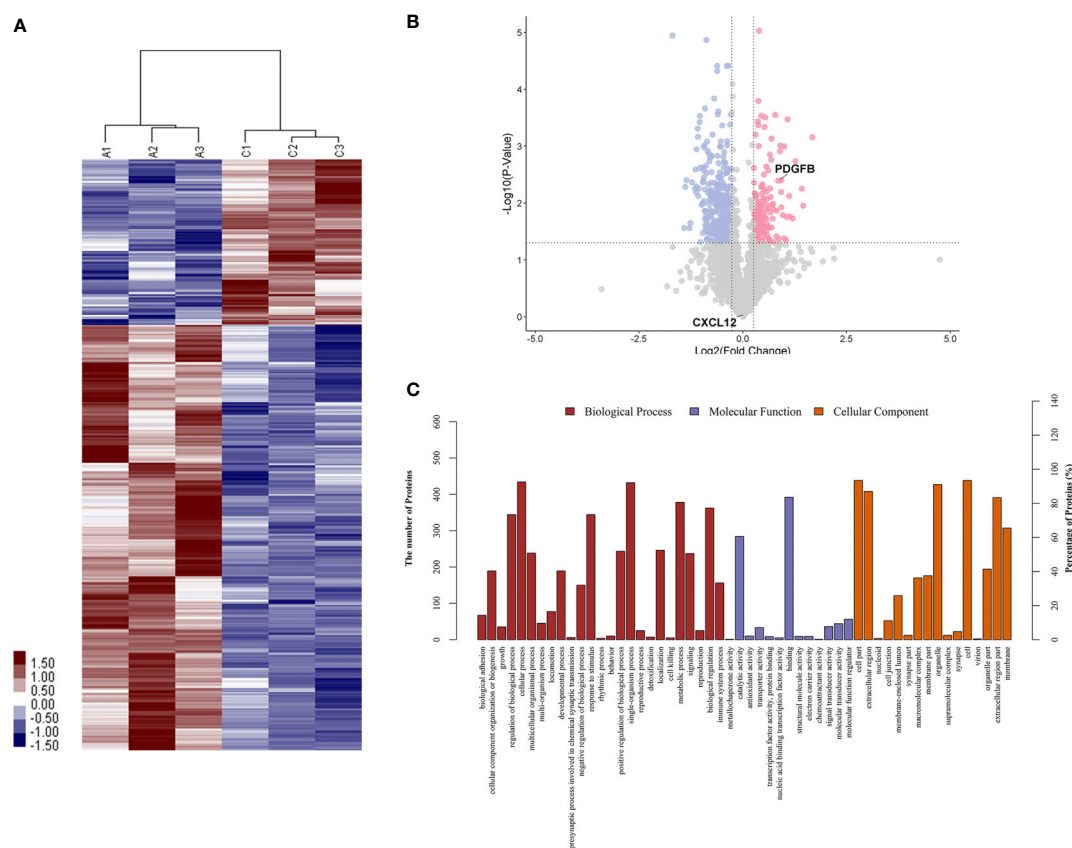 A
A1
A2
A3
C1
C2
C3
1.50
1.00
0.50
0.00
-0.50
-1.00
-1.50
B
-Log10(P-Value)
5
4
3
2
1
0
PDGFB
CXCL12
-5.0
-2.5
0.0
2.5
5.0
Log2(Fold Change)
C
Biological Process
Molecular Function
Cellular Component
The number of Proteins
600
500
400
300
200
100
0
Percentage of Proteins (%)
140
120
100
80
60
40
20
0
biological adhesion
cellular component organization or biogenesis
growth
regulation of biological process
cellular process
multicellular organismal process
multi-organism process
locomotion
developmental process
presynaptic process involved in chemical synaptic transmission
negative regulation of biological process
response to stimulus
rhythmic process
behavior
positive regulation of biological process
single-organism process
reproductive process
detoxification
localization
cell killing
metabolic process
signaling
reproduction
biological regulation
immune system process
metallochaperone activity
catalytic activity
antioxidant activity
transporter activity
transcription factor activity, protein binding
nucleic acid binding transcription factor activity
binding
structural molecule activity
electron carrier activity
chemoattractant activity
signal transducer activity
molecular transducer activity
molecular function regulator
cell part
extracellular region
nucleoid
cell junction
membrane-enclosed lumen
synapse part
macromolecular complex
membrane part
organelle
supramolecular complex
synapse
cell
virion
organelle part
extracellular region part
membrane